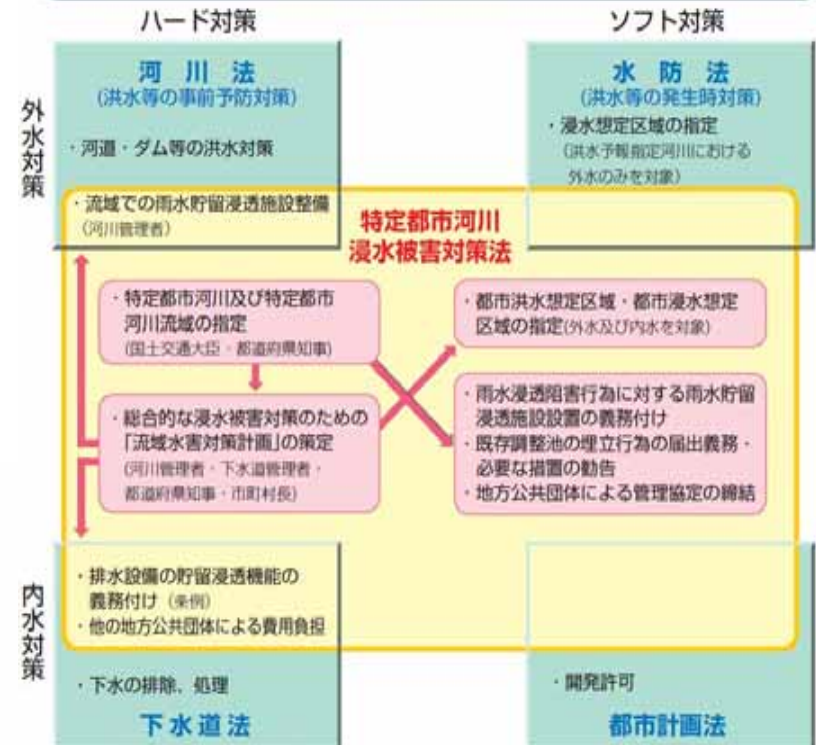 ハード対策
ソフト対策
外水対策
河川法
(洪水等の事前予防対策)
・河道・ダム等の洪水対策
・流域での雨水貯留浸透施設整備
(河川管理者)
水防法
(洪水等の発生時対策)
・浸水想定区域の指定
(洪水予報指定河川における
外水のみを対象)
特定都市河川
浸水被害対策法
・特定都市河川及び特定都市
河川流域の指定
(国土交通大臣・都道府県知事)
・都市洪水想定区域・都市浸水想定
区域の指定(外水及び内水を対象)
・総合的な浸水被害対策のための
「流域水害対策計画」の策定
(河川管理者・下水道管理者・
都道府県知事・市町村長)
・雨水浸透阻害行為に対する雨水貯留
浸透施設設置の義務付け
・既存調整池の埋立行為の届出義務・
必要な措置の勧告
・地方公共団体による管理協定の締結
内水対策
・排水設備の貯留浸透機能の
義務付け(条例)
・他の地方公共団体による費用負担
・下水の排除、処理
下水道法
・開発許可
都市計画法